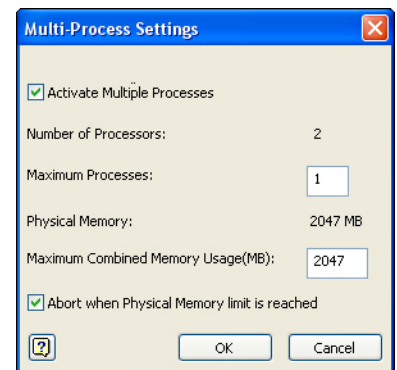 Multi-Process Settings
Activate Multiple Processes
Number of Processors: 2
Maximum Processes: 1
Physical Memory: 2047 MB
Maximum Combined Memory Usage(MB): 2047
Abort when Physical Memory limit is reached
? OK Cancel